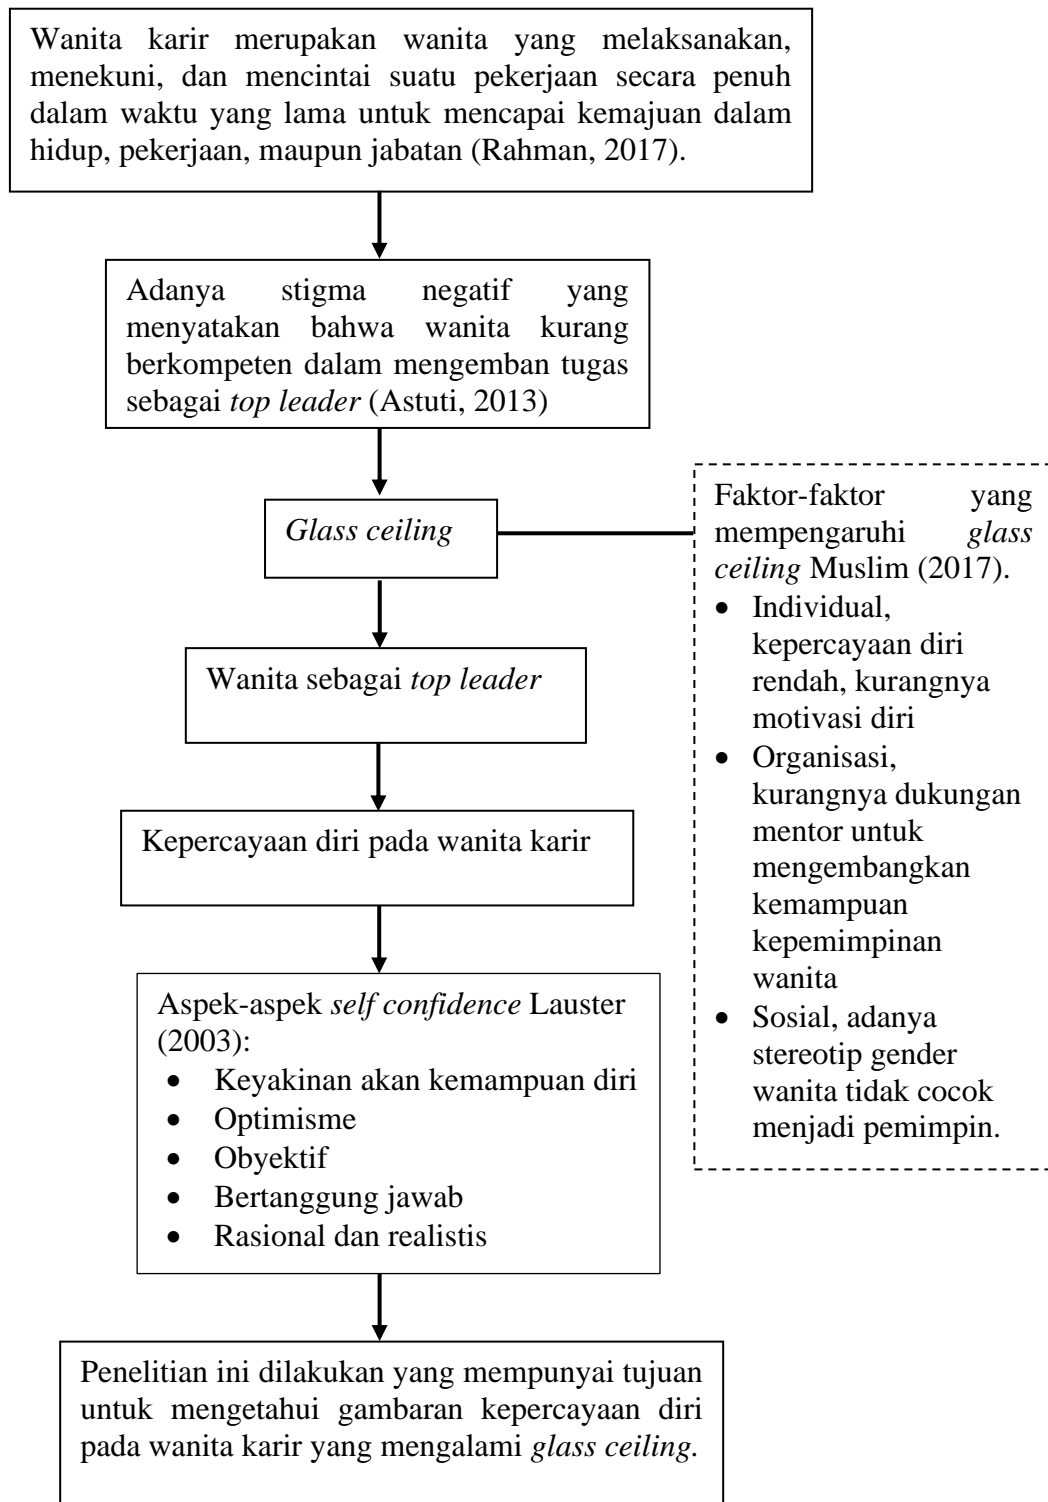 Wanita karir merupakan wanita yang melaksanakan,
menekuni, dan mencintai suatu pekerjaan secara penuh
dalam waktu yang lama untuk mencapai kemajuan dalam
hidup, pekerjaan, maupun jabatan (Rahman, 2017).
Adanya stigma negatif yang
menyatakan bahwa wanita kurang
berkompeten dalam mengemban tugas
sebagai top leader (Astuti, 2013)
Glass ceiling
Faktor-faktor yang
mempengaruhi glass
ceiling Muslim (2017).
• Individual,
kepercayaan diri
rendah, kurangnya
motivasi diri
• Organisasi,
kurangnya dukungan
mentor untuk
mengembangkan
kemampuan
kepemimpinan
wanita
• Sosial, adanya
stereotip gender
wanita tidak cocok
menjadi pemimpin.
Wanita sebagai top leader
Kepercayaan diri pada wanita karir
Aspek-aspek self confidence Lauster
(2003):
• Keyakinan akan kemampuan diri
• Optimisme
• Obyektif
• Bertanggung jawab
• Rasional dan realistis
Penelitian ini dilakukan yang mempunyai tujuan
untuk mengetahui gambaran kepercayaan diri
pada wanita karir yang mengalami glass ceiling.